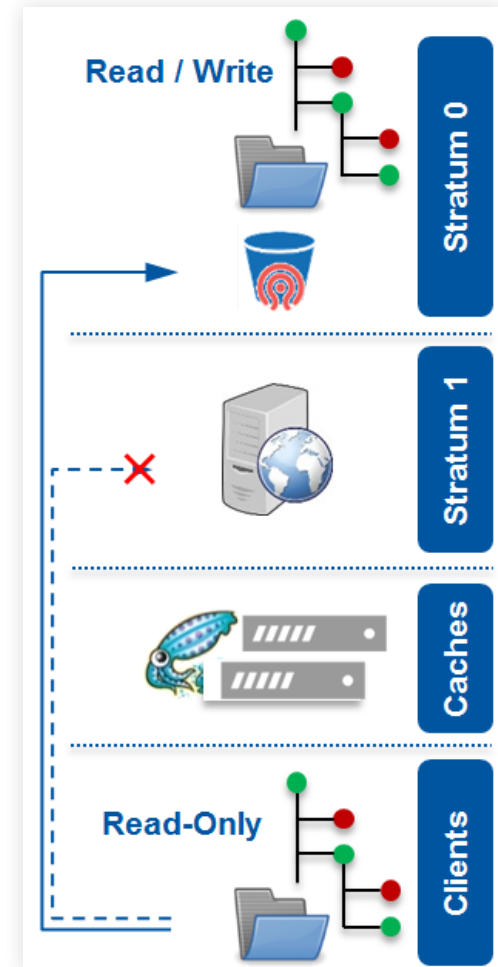 Read / Write
Stratum 0
Stratum 1
Caches
Read-Only
Clients